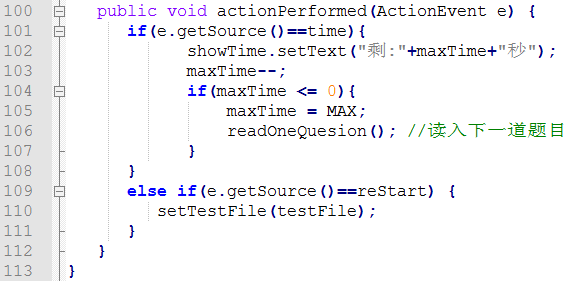 100 public void actionPerformed(ActionEvent e) {
101 if(e.getSource()==time){
102 showTime.setText("剩:"+maxTime+"秒");
103 maxTime--;
104 if(maxTime <= 0){
105 maxTime = MAX;
106 readOneQuesion(); //读入下一道题目
107 }
108 }
109 else if(e.getSource()==reStart) {
110 setTestFile(testFile);
111 }
112 }
113 }